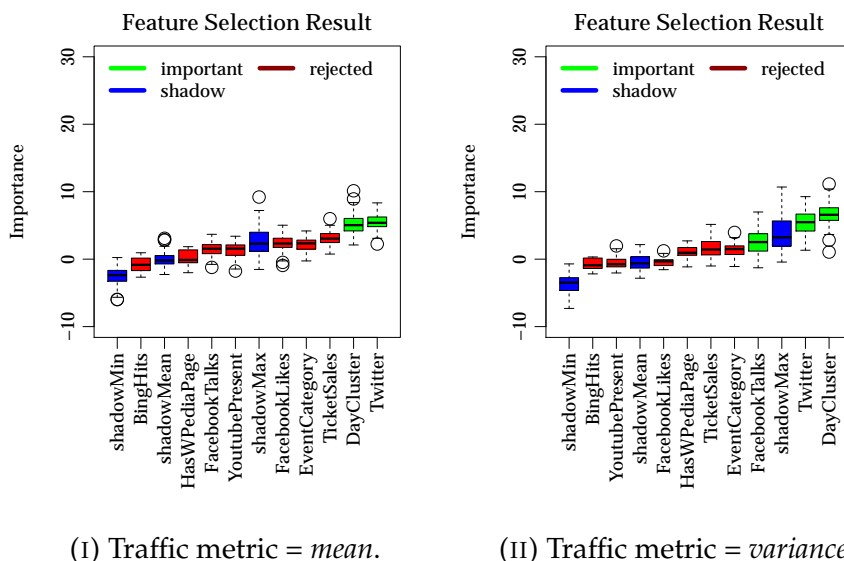 Feature Selection Result
30
20
10
0
−10
Importance
important
rejected
shadow
shadowMin
BingHits
shadowMean
HasWPediaPage
FacebookTalks
YoutubePresent
shadowMax
FacebookLikes
EventCategory
TicketSales
DayCluster
Twitter
(I) Traffic metric = mean.
Feature Selection Result
30
20
10
0
−10
Importance
important
rejected
shadow
shadowMin
BingHits
YoutubePresent
shadowMean
FacebookLikes
HasWPediaPage
TicketSales
EventCategory
FacebookTalks
shadowMax
Twitter
DayCluster
(II) Traffic metric = variance